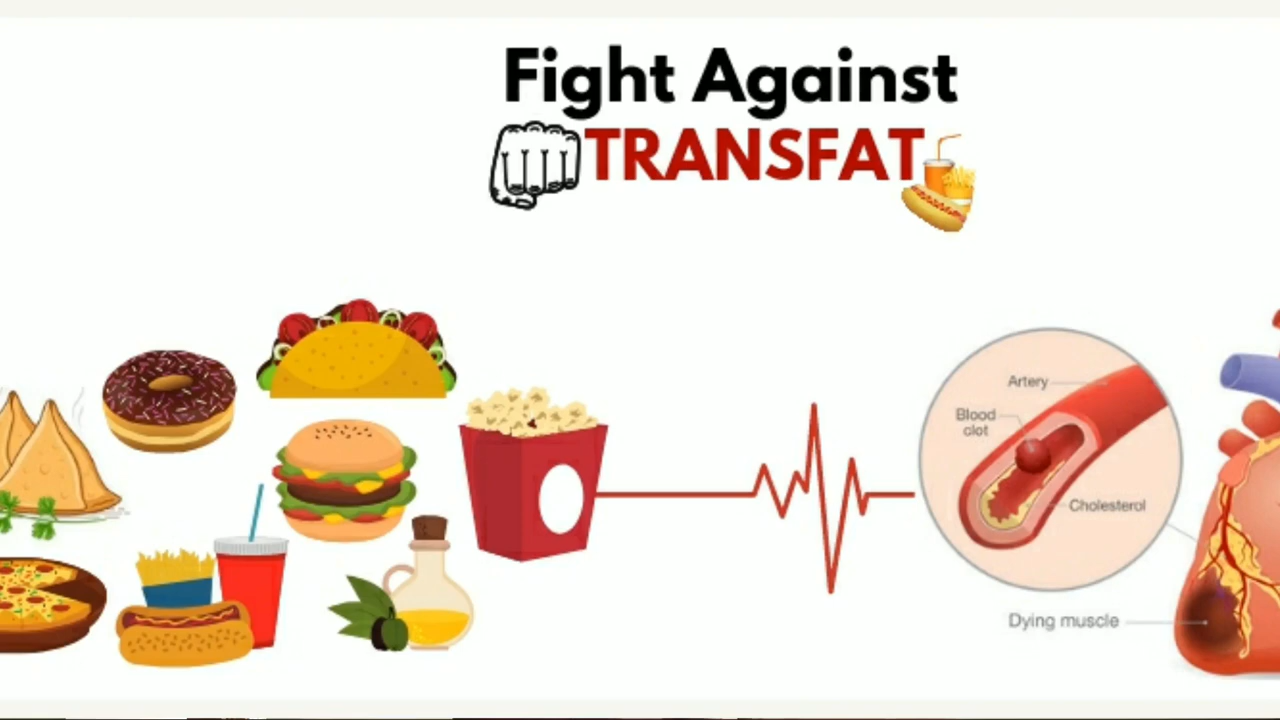 Fight Against
TRANSFAT
Artery
Blood
clot
Cholesterol
Dying muscle